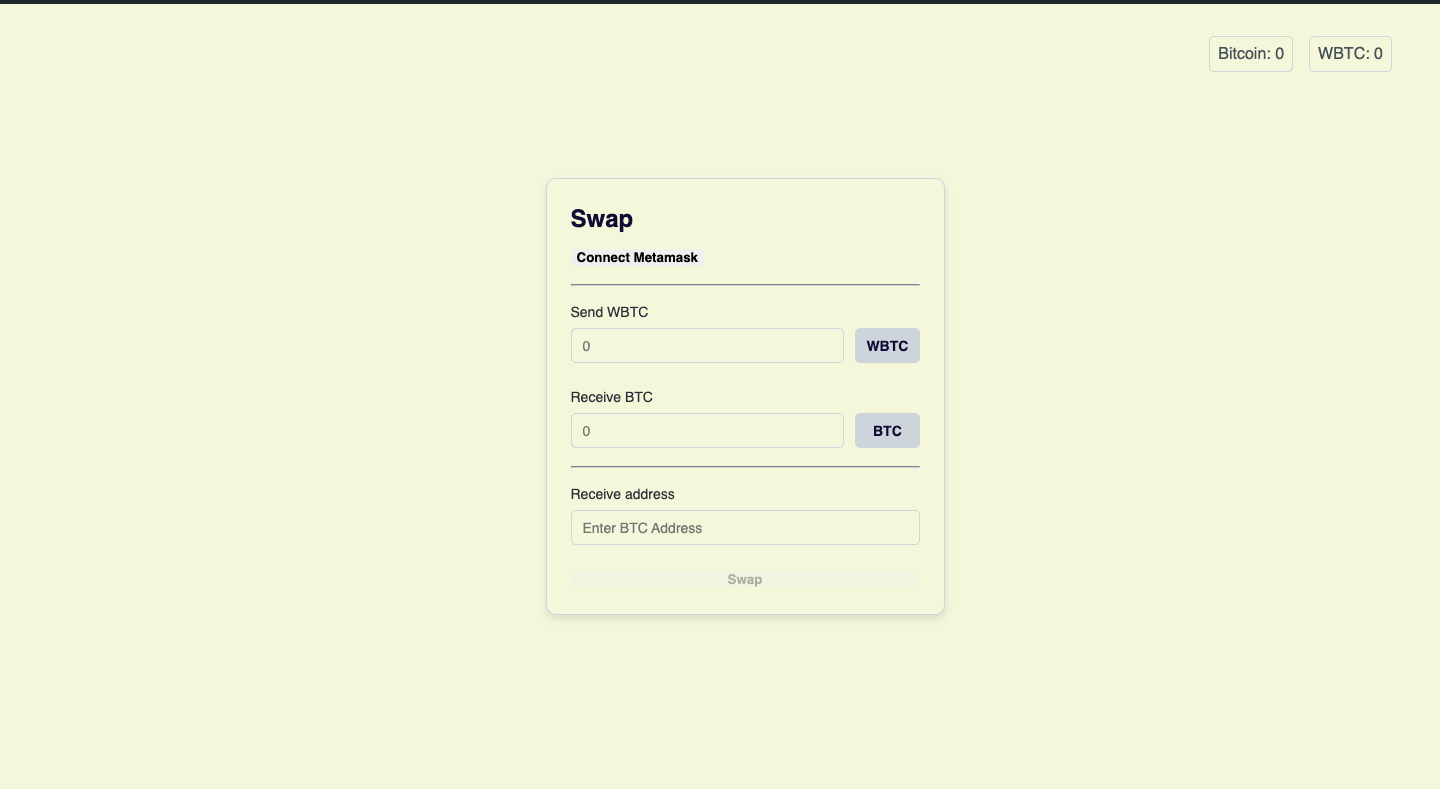 Bitcoin: 0 WBTC: 0
Swap
Connect Metamask
Send WBTC
0 WBTC
Receive BTC
0 BTC
Receive address
Enter BTC Address
Swap